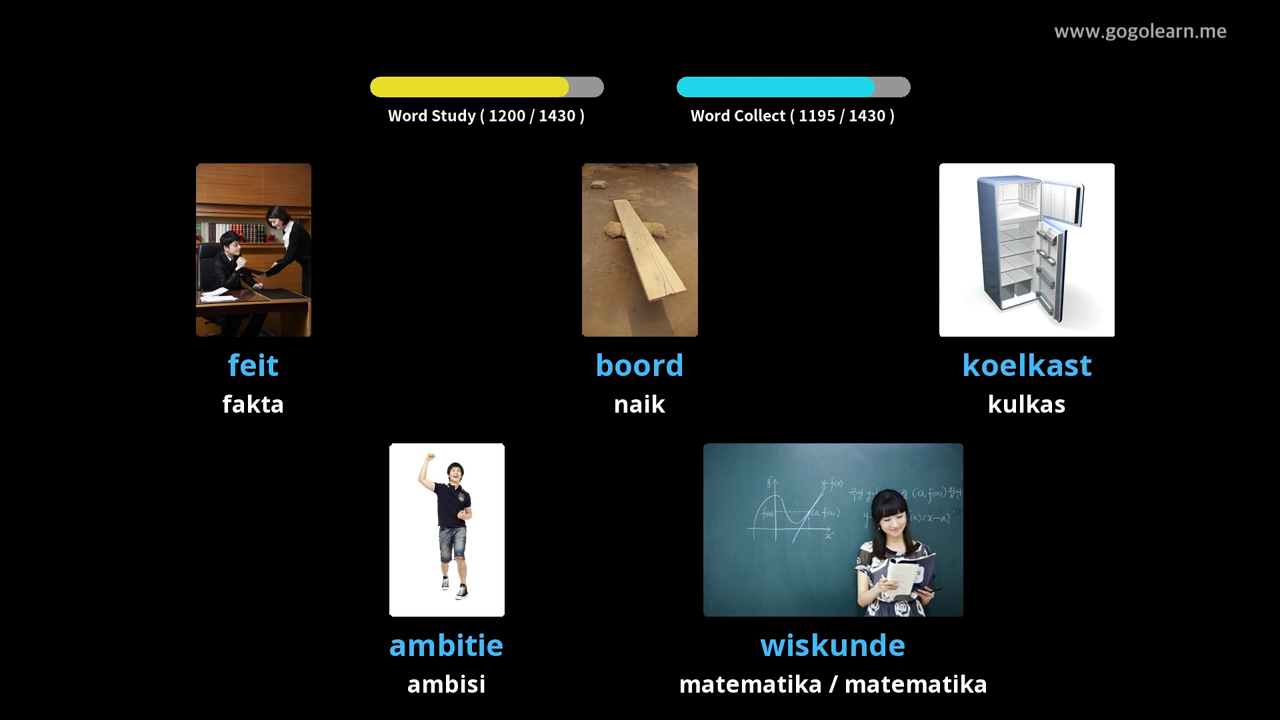 www.gogolearn.me
Word Study ( 1200 / 1430 )
Word Collect ( 1195 / 1430 )
feit
fakta
boord
naik
koelkast
kulkas
ambitie
ambisi
wiskunde
matematika / matematika